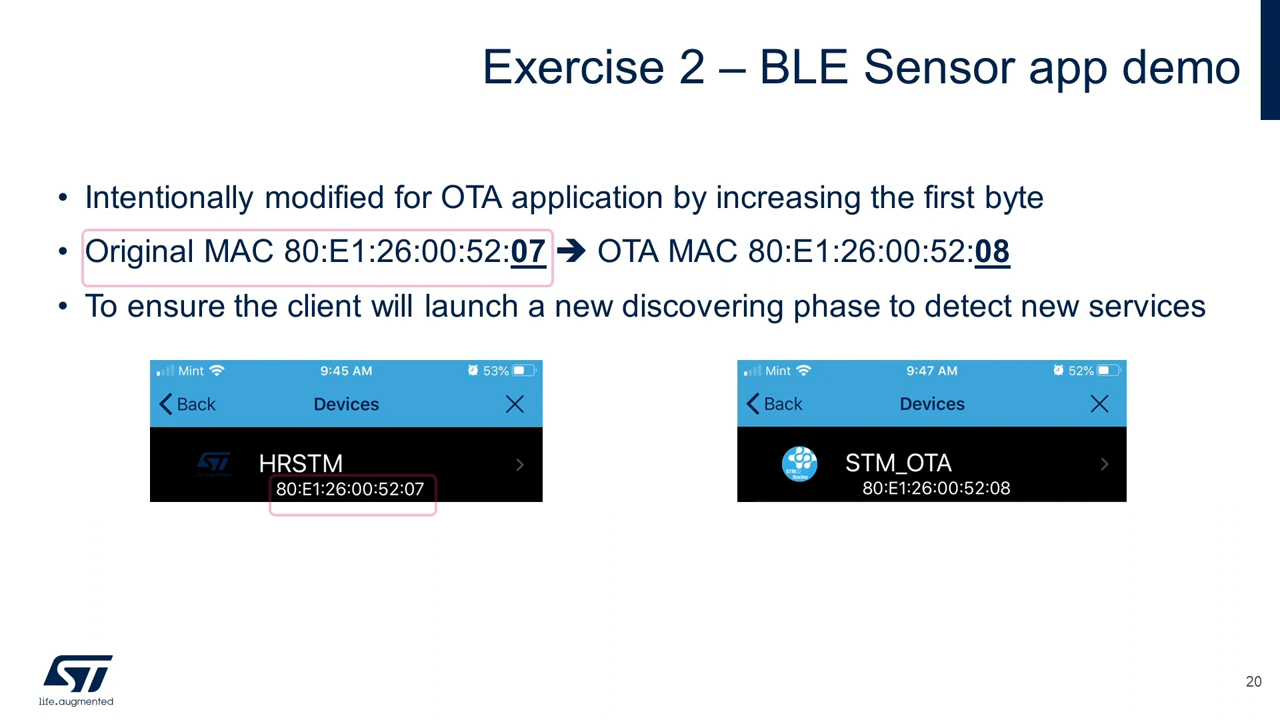 Exercise 2 – BLE Sensor app demo
• Intentionally modified for OTA application by increasing the first byte
• Original MAC 80:E1:26:00:52:07 ➔ OTA MAC 80:E1:26:00:52:08
• To ensure the client will launch a new discovering phase to detect new services
Mint 9:45 AM 53%
Back Devices
HRSTM
80:E1:26:00:52:07
Mint 9:47 AM 52%
Back Devices
STM_OTA
80:E1:26:00:52:08
ST
life.augmented
20